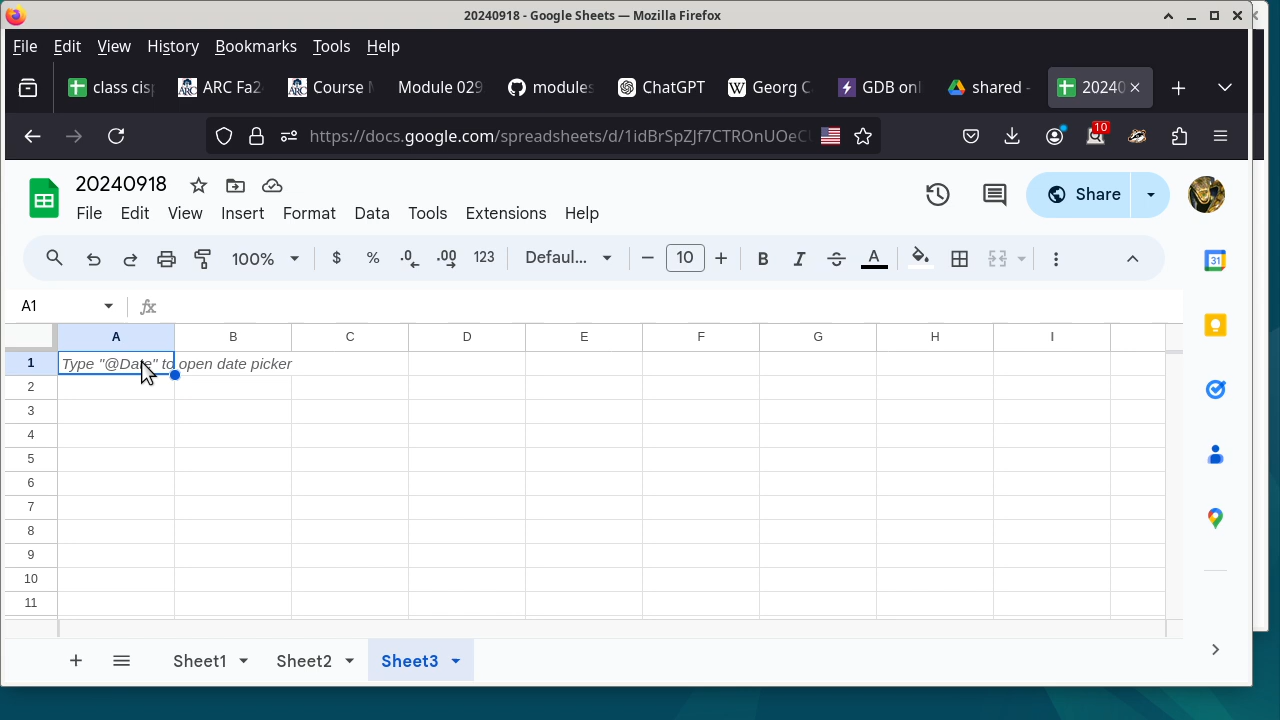 20240918 - Google Sheets — Mozilla Firefox
File Edit View History Bookmarks Tools Help
class cis ARC Fa2 Course Module 029 modules ChatGPT Georg C GDB onl shared - 20240
https://docs.google.com/spreadsheets/d/1idBrSpZJf7CTROnUOeC 10
20240918
File Edit View Insert Format Data Tools Extensions Help
Share
100% $ % .0 .00 123 Defaul... 10 B I A
31
A1 fx
A B C D E F G H I
1 Type "@Date" to open date picker
2
3
4
5
6
7
8
9
10
11
Sheet1 Sheet2 Sheet3